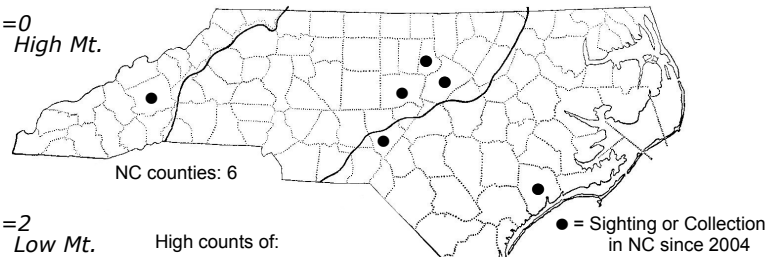 =0
High Mt.
NC counties: 6
=2
Low Mt.
High counts of:
● = Sighting or Collection
in NC since 2004